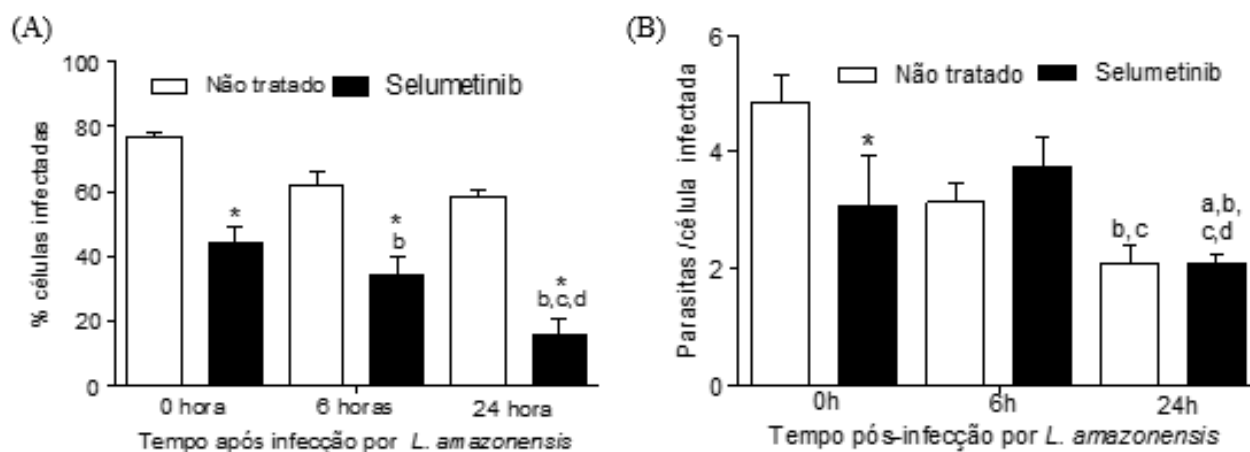 (A)
100
80
60
40
20
0
% células infectadas
Não tratado
Selumetinib
*
*
b
*
b,c,d
0 hora
6 horas
24 hora
Tempo após infecção por L. amazonensis
(B)
6
4
2
0
Parasitas /célula infectada
Não tratado
Selumetinib
*
b,c
a,b,
c,d
0h
6h
24h
Tempo pós-infecção por L. amazonensis